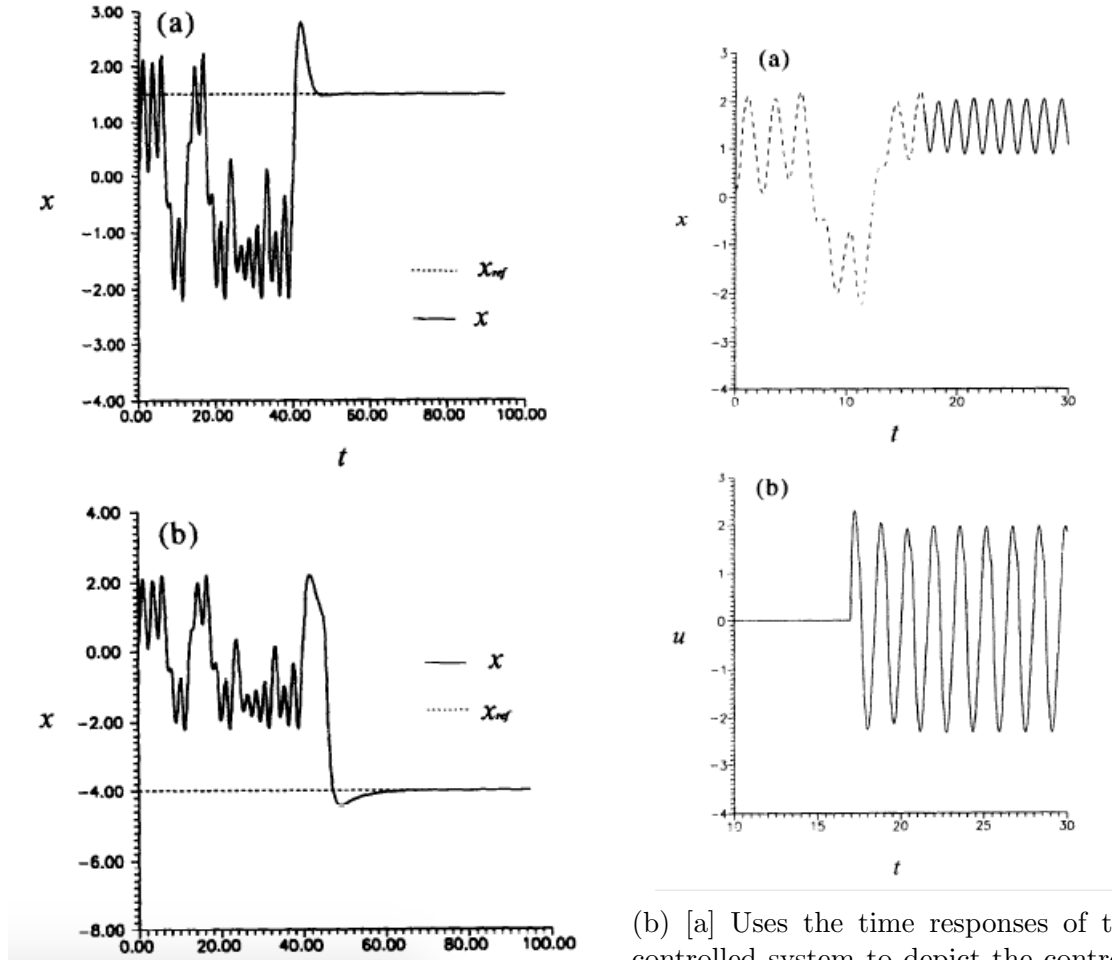 (a)
3.00
2.00
1.00
0.00
-1.00
-2.00
-3.00
-4.00
x
x_ref
x
0.00 20.00 40.00 60.00 80.00 100.00
t
(b)
4.00
2.00
0.00
-2.00
-4.00
-6.00
-8.00
x
x
x_ref
0.00 20.00 40.00 60.00 80.00 100.00
(a)
3
2
1
0
-1
-2
-3
-4
x
0 10 20 30
t
(b)
3
2
1
0
-1
-2
-3
-4
u
10 15 20 25 30
t
(b) [a] Uses the time responses of
controlled system to depict the